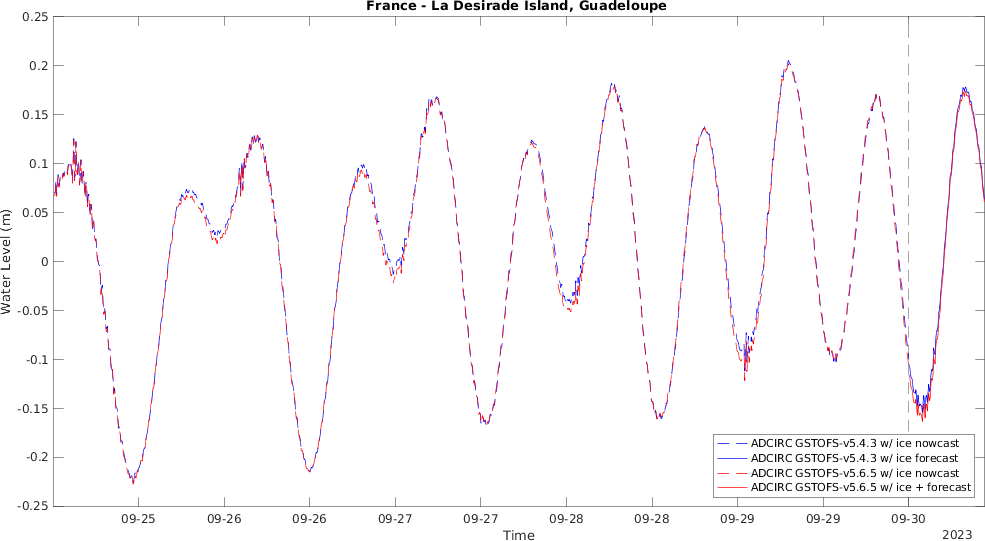 France - La Desirade Island, Guadeloupe
0.25
0.2
0.15
0.1
0.05
0
-0.05
-0.1
-0.15
-0.2
-0.25
Water Level (m)
ADCIRC GSTOFS-v5.4.3 w/ ice nowcast
ADCIRC GSTOFS-v5.4.3 w/ ice forecast
ADCIRC GSTOFS-v5.6.5 w/ ice nowcast
ADCIRC GSTOFS-v5.6.5 w/ ice + forecast
09-25 09-26 09-26 09-27 09-27 09-28 09-28 09-29 09-29 09-30
Time
2023